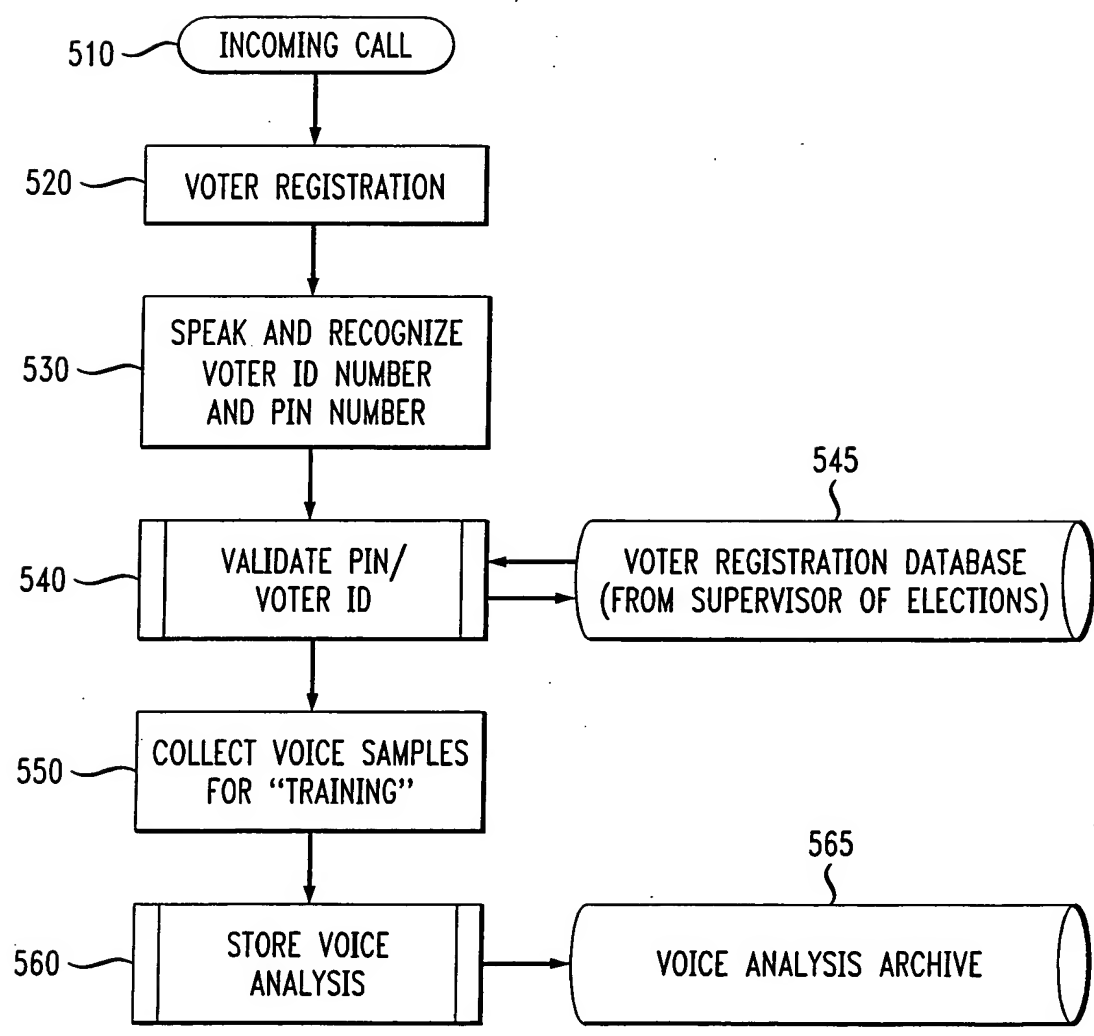 510
INCOMING CALL
520
VOTER REGISTRATION
530
SPEAK AND RECOGNIZE
VOTER ID NUMBER
AND PIN NUMBER
540
VALIDATE PIN/
VOTER ID
545
VOTER REGISTRATION DATABASE
(FROM SUPERVISOR OF ELECTIONS)
550
COLLECT VOICE SAMPLES
FOR “TRAINING”
560
STORE VOICE
ANALYSIS
565
VOICE ANALYSIS ARCHIVE